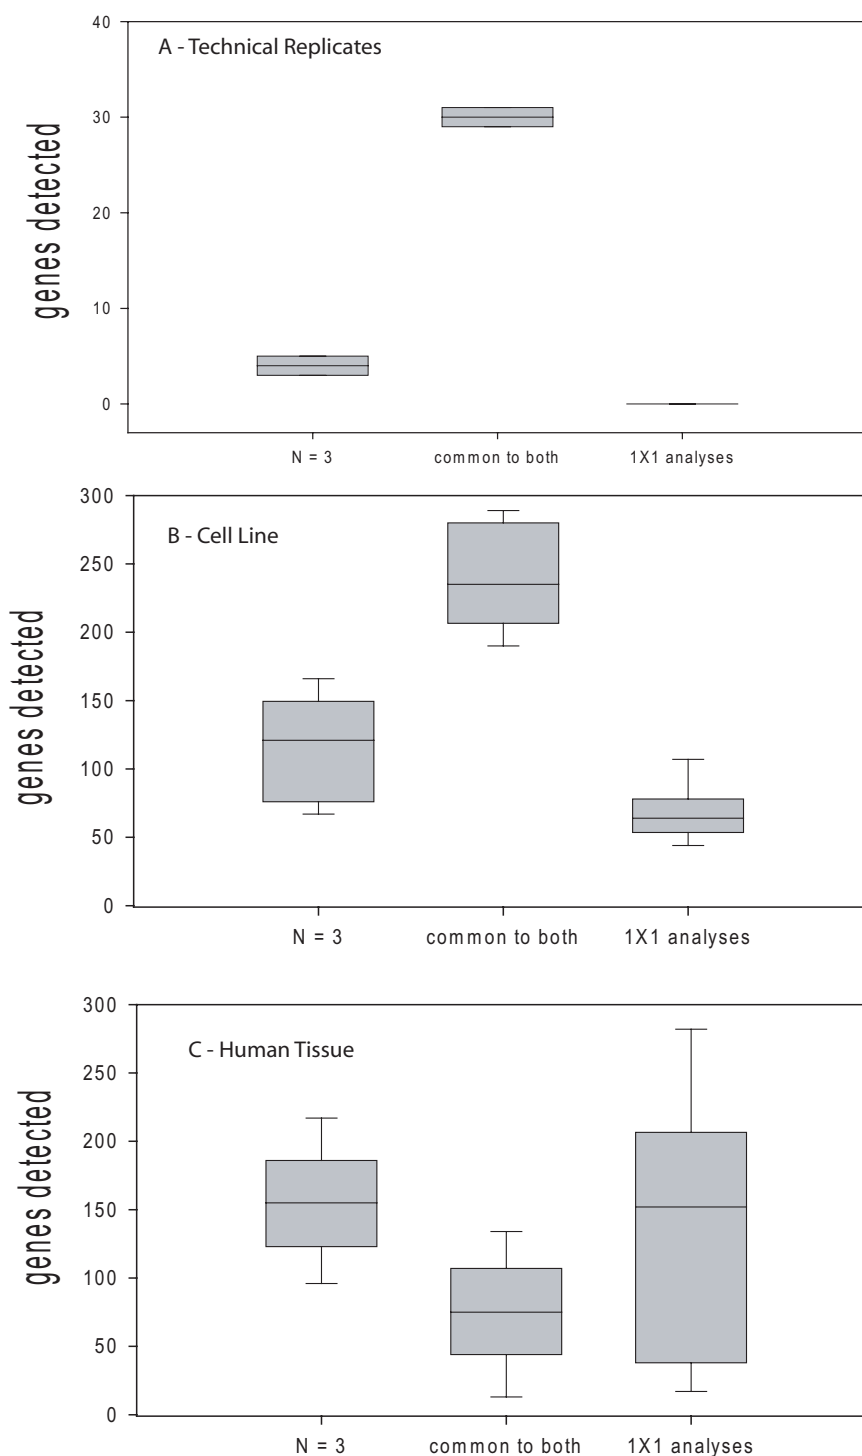 A - Technical Replicates
genes detected
40
30
20
10
0
N = 3 common to both 1X1 analyses
B - Cell Line
genes detected
300
250
200
150
100
50
0
N = 3 common to both 1X1 analyses
C - Human Tissue
genes detected
300
250
200
150
100
50
0
N = 3 common to both 1X1 analyses